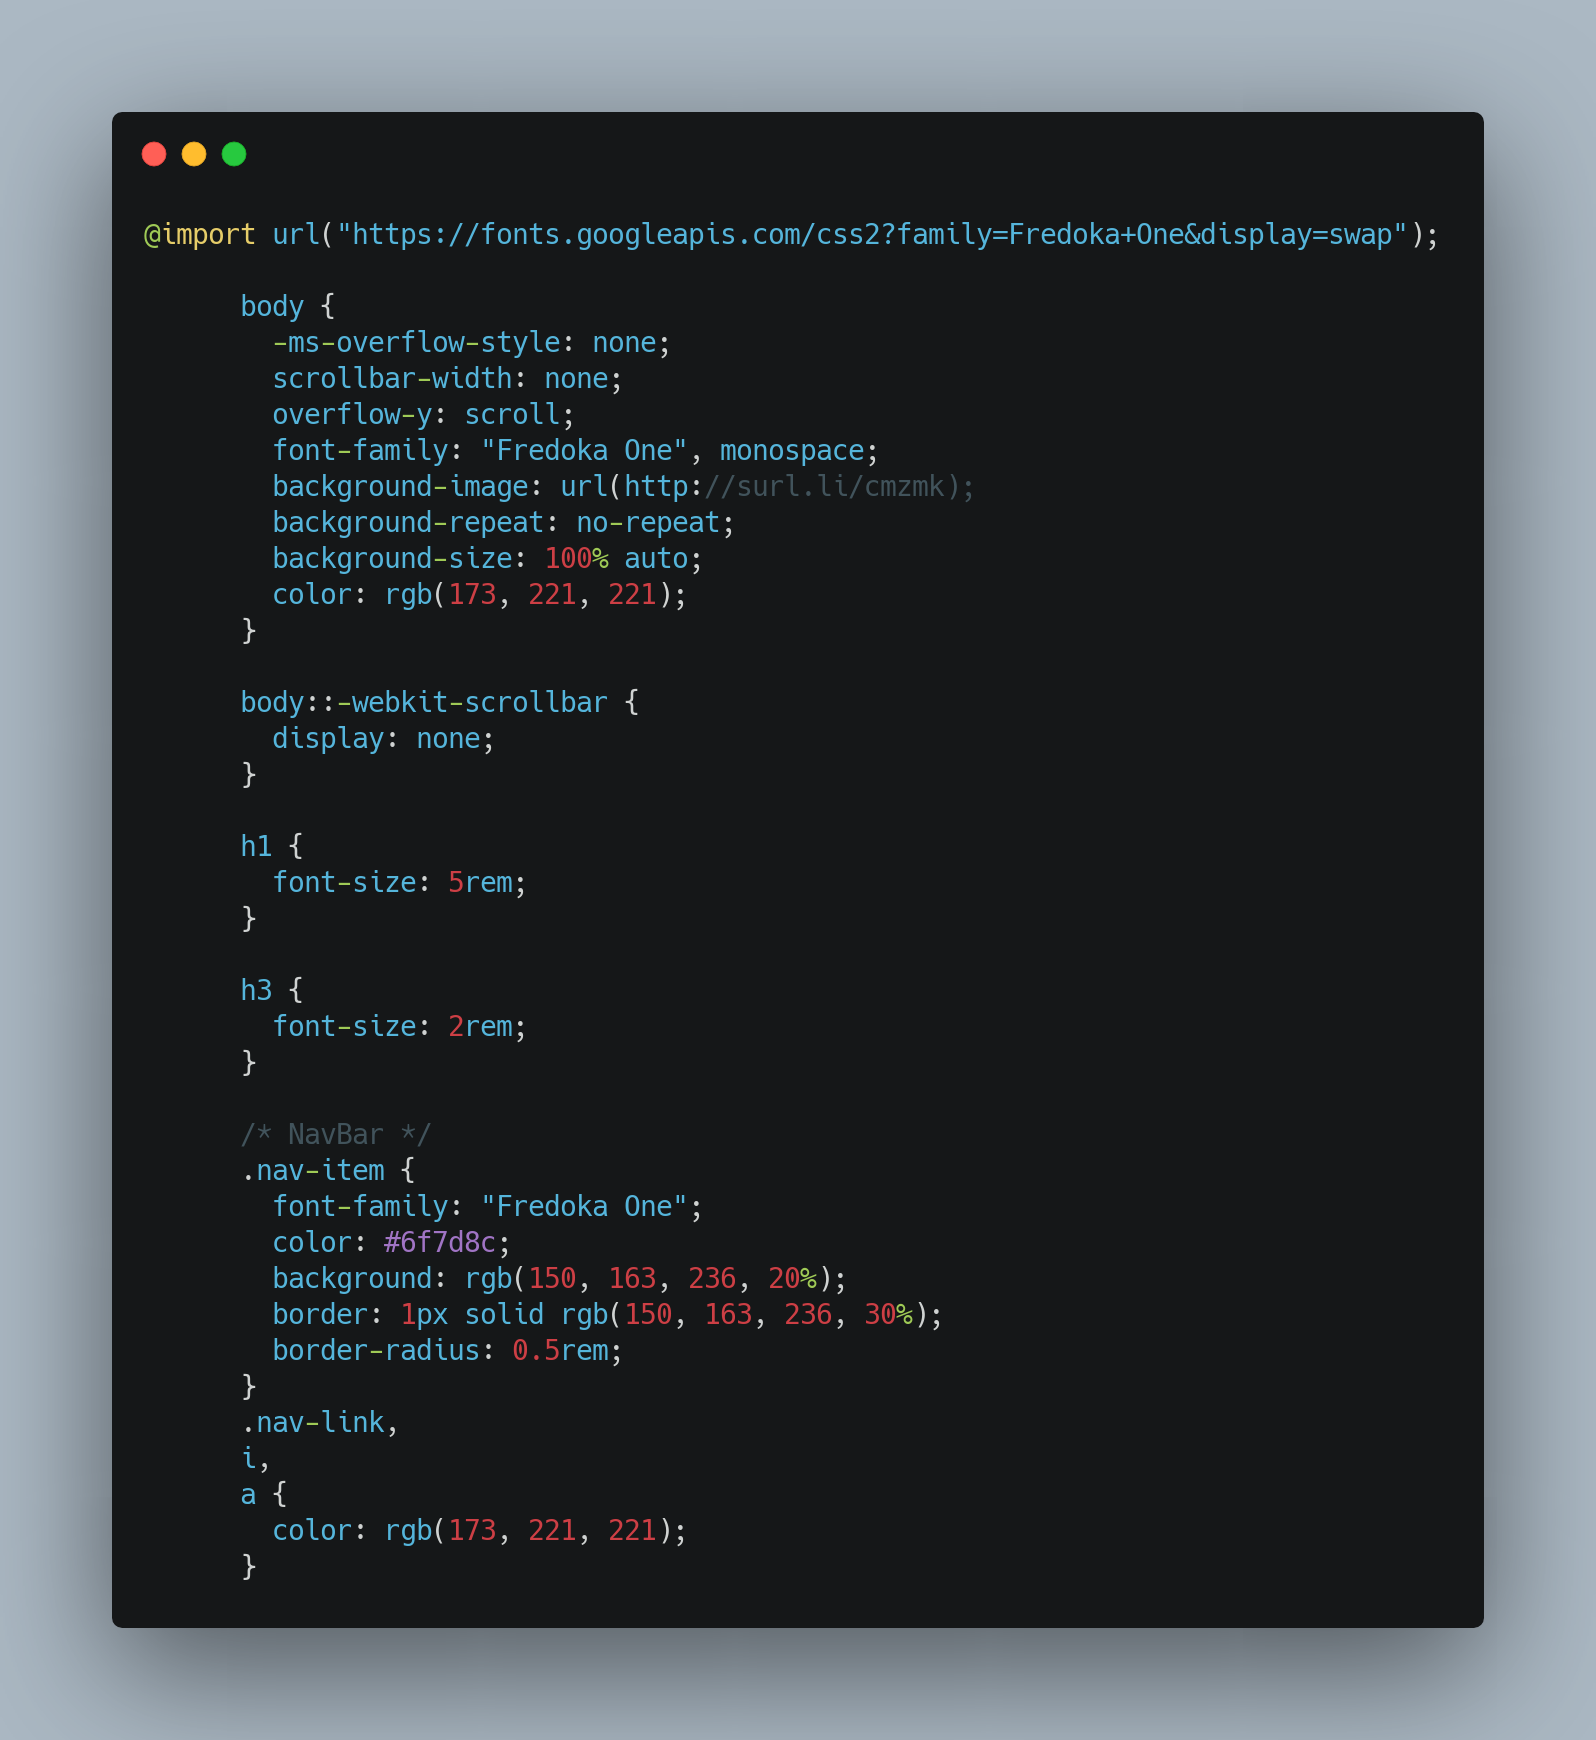 @import url("https://fonts.googleapis.com/css2?family=Fredoka+One&display=swap");
body {
-ms-overflow-style: none;
scrollbar-width: none;
overflow-y: scroll;
font-family: "Fredoka One", monospace;
background-image: url(http://surl.li/cmzmk);
background-repeat: no-repeat;
background-size: 100% auto;
color: rgb(173, 221, 221);
}
body::-webkit-scrollbar {
display: none;
}
h1 {
font-size: 5rem;
}
h3 {
font-size: 2rem;
}
/* NavBar */
.nav-item {
font-family: "Fredoka One";
color: #6f7d8c;
background: rgb(150, 163, 236, 20%);
border: 1px solid rgb(150, 163, 236, 30%);
border-radius: 0.5rem;
}
.nav-link,
i,
a {
color: rgb(173, 221, 221);
}